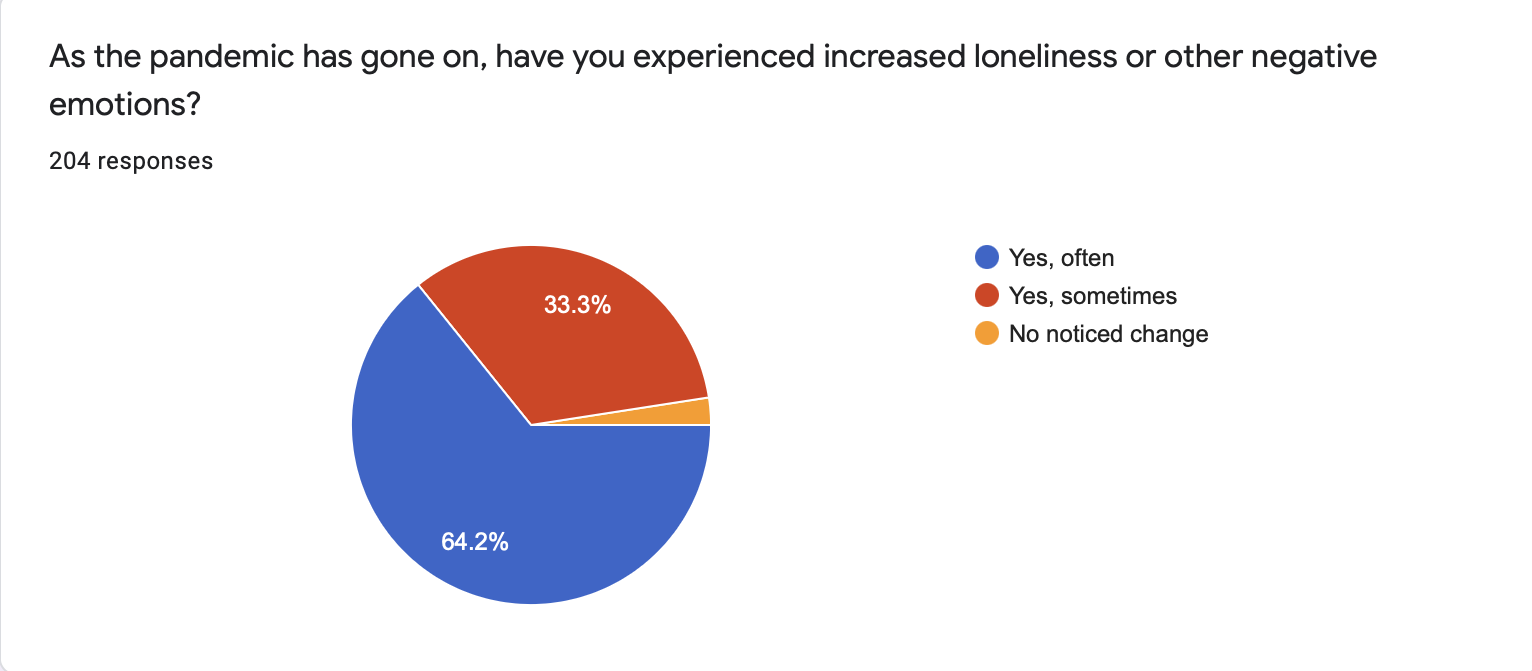 As the pandemic has gone on, have you experienced increased loneliness or other negative
emotions?
204 responses
Yes, often
Yes, sometimes
No noticed change
33.3%
64.2%